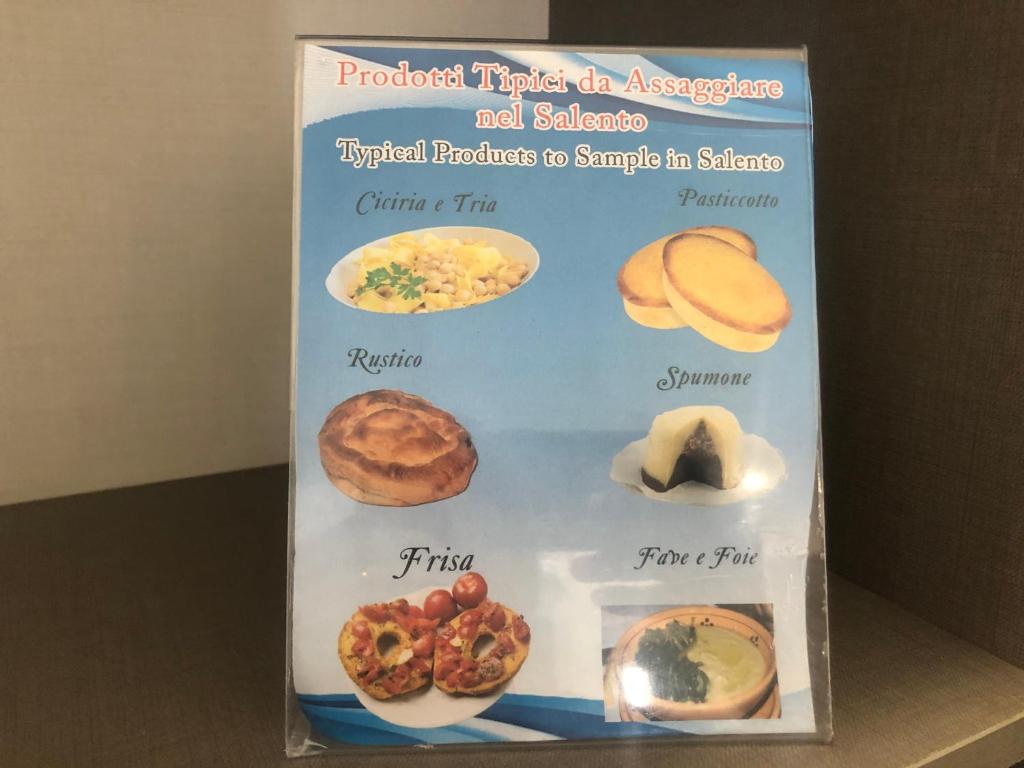 Prodotti Tipici da Assaggiare
nel Salento
Typical Products to Sample in Salento
Ciciria e Tria
Pasticcotto
Rustico
Spumone
Frisa
Fave e Foie